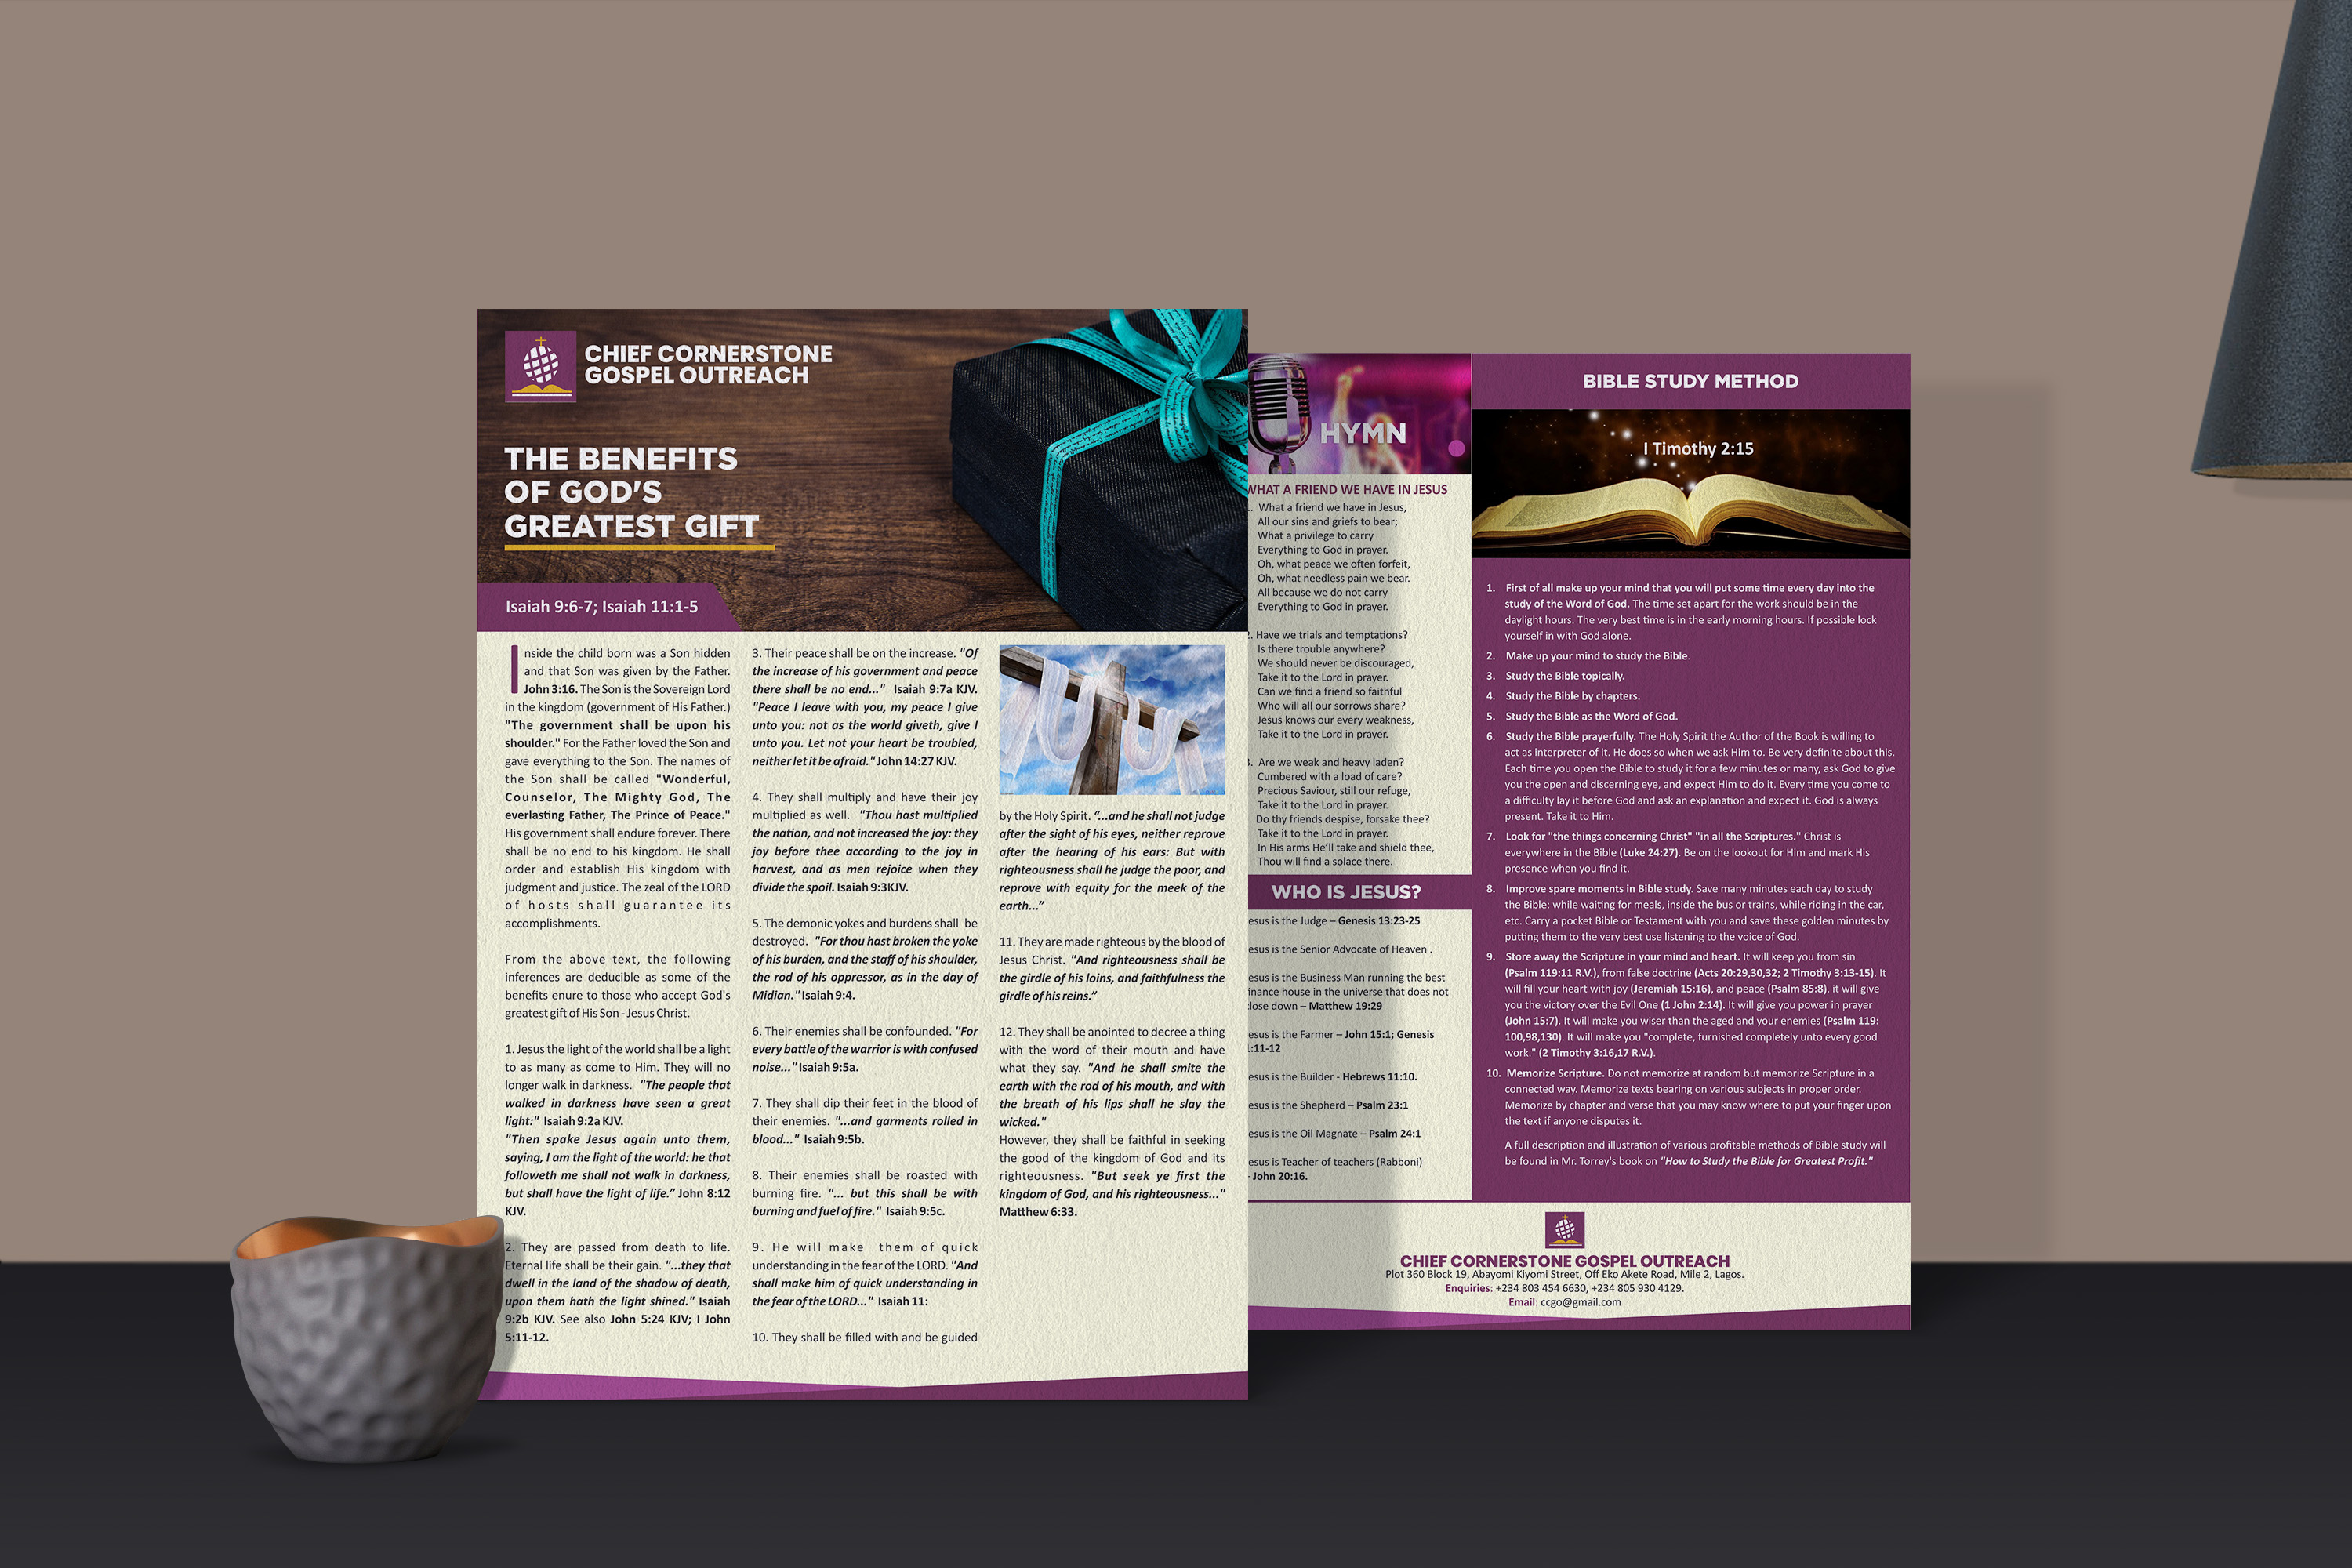 CHIEF CORNERSTONE
GOSPEL OUTREACH
THE BENEFITS
OF GOD'S
GREATEST GIFT
Isaiah 9:6-7; Isaiah 11:1-5
Inside the child born was a Son hidden
and that Son was given by the Father.
John 3:16. The Son is the Sovereign Lord
in the kingdom (government of His Father.)
"The government shall be upon his
shoulder." For the Father loved the Son and
gave everything to the Son. The names of
the Son shall be called "Wonderful,
Counselor, The Mighty God, The
everlasting Father, The Prince of Peace."
His government shall endure forever. There
shall be no end to his kingdom. He shall
order and establish His kingdom with
judgment and justice. The zeal of the LORD
of hosts shall guarantee its
accomplishments.
From the above text, the following
inferences are deducible as some of the
benefits enure to those who accept God's
greatest gift of His Son - Jesus Christ.
1. Jesus the light of the world shall be a light
to as many as come to Him. They will no
longer walk in darkness. "The people that
walked in darkness have seen a great
light:" Isaiah 9:2a KJV.
"Then spake Jesus again unto them,
saying, I am the light of the world: he that
followeth me shall not walk in darkness,
but shall have the light of life.” John 8:12
KJV.
2. They are passed from death to life.
Eternal life shall be their gain. "...they that
dwell in the land of the shadow of death,
upon them hath the light shined." Isaiah
9:2b KJV. See also John 5:24 KJV; I John
5:11-12.
3. Their peace shall be on the increase. "Of
the increase of his government and peace
there shall be no end..." Isaiah 9:7a KJV.
"Peace I leave with you, my peace I give
unto you: not as the world giveth, give I
unto you. Let not your heart be troubled,
neither let it be afraid." John 14:27 KJV.
4. They shall multiply and have their joy
multiplied as well. "Thou hast multiplied
the nation, and not increased the joy: they
joy before thee according to the joy in
harvest, and as men rejoice when they
divide the spoil. Isaiah 9:3KJV.
5. The demonic yokes and burdens shall be
destroyed. "For thou hast broken the yoke
of his burden, and the staff of his shoulder,
the rod of his oppressor, as in the day of
Midian." Isaiah 9:4.
6. Their enemies shall be confounded. "For
every battle of the warrior is with confused
noise..." Isaiah 9:5a.
7. They shall dip their feet in the blood of
their enemies. "...and garments rolled in
blood..." Isaiah 9:5b.
8. Their enemies shall be roasted with
burning fire. "... but this shall be with
burning and fuel of fire." Isaiah 9:5c.
9. He will make them of quick
understanding in the fear of the LORD. "And
shall make him of quick understanding in
the fear of the LORD..." Isaiah 11:
10. They shall be filled with and be guided
by the Holy Spirit. “...and he shall not judge
after the sight of his eyes, neither reprove
after the hearing of his ears: But with
righteousness shall he judge the poor, and
reprove with equity for the meek of the
earth...”
11. They are made righteous by the blood of
Jesus Christ. "And righteousness shall be
the girdle of his loins, and faithfulness the
girdle of his reins.”
12. They shall be anointed to decree a thing
with the word of their mouth and have
what they say. "And he shall smite the
earth with the rod of his mouth, and with
the breath of his lips shall he slay the
wicked."
However, they shall be faithful in seeking
the good of the kingdom of God and its
righteousness. "But seek ye first the
kingdom of God, and his righteousness..."
Matthew 6:33.
HYMN
WHAT A FRIEND WE HAVE IN JESUS
What a friend we have in Jesus,
All our sins and griefs to bear;
What a privilege to carry
Everything to God in prayer.
Oh, what peace we often forfeit,
Oh, what needless pain we bear.
All because we do not carry
Everything to God in prayer.
2. Have we trials and temptations?
Is there trouble anywhere?
We should never be discouraged,
Take it to the Lord in prayer.
Can we find a friend so faithful
Who will all our sorrows share?
Jesus knows our every weakness,
Take it to the Lord in prayer.
3. Are we weak and heavy laden?
Cumbered with a load of care?
Precious Saviour, still our refuge,
Take it to the Lord in prayer.
Do thy friends despise, forsake thee?
Take it to the Lord in prayer.
In His arms He'll take and shield thee,
Thou will find a solace there.
WHO IS JESUS?
esus is the Judge – Genesis 13:23-25
esus is the Senior Advocate of Heaven .
esus is the Business Man running the best
inance house in the universe that does not
lose down – Matthew 19:29
esus is the Farmer – John 15:1; Genesis
:11-12
esus is the Builder - Hebrews 11:10.
esus is the Shepherd – Psalm 23:1
esus is the Oil Magnate – Psalm 24:1
esus is Teacher of teachers (Rabboni)
- John 20:16.
BIBLE STUDY METHOD
I Timothy 2:15
1. First of all make up your mind that you will put some time every day into the
study of the Word of God. The time set apart for the work should be in the
daylight hours. The very best time is in the early morning hours. If possible lock
yourself in with God alone.
2. Make up your mind to study the Bible.
3. Study the Bible topically.
4. Study the Bible by chapters.
5. Study the Bible as the Word of God.
6. Study the Bible prayerfully. The Holy Spirit the Author of the Book is willing to
act as interpreter of it. He does so when we ask Him to. Be very definite about this.
Each time you open the Bible to study it for a few minutes or many, ask God to give
you the open and discerning eye, and expect Him to do it. Every time you come to
a difficulty lay it before God and ask an explanation and expect it. God is always
present. Take it to Him.
7. Look for "the things concerning Christ" "in all the Scriptures." Christ is
everywhere in the Bible (Luke 24:27). Be on the lookout for Him and mark His
presence when you find it.
8. Improve spare moments in Bible study. Save many minutes each day to study
the Bible: while waiting for meals, inside the bus or trains, while riding in the car,
etc. Carry a pocket Bible or Testament with you and save these golden minutes by
putting them to the very best use listening to the voice of God.
9. Store away the Scripture in your mind and heart. It will keep you from sin
(Psalm 119:11 R.V.), from false doctrine (Acts 20:29,30,32; 2 Timothy 3:13-15). It
will fill your heart with joy (Jeremiah 15:16), and peace (Psalm 85:8). it will give
you the victory over the Evil One (1 John 2:14). It will give you power in prayer
(John 15:7). It will make you wiser than the aged and your enemies (Psalm 119:
100,98,130). It will make you "complete, furnished completely unto every good
work." (2 Timothy 3:16,17 R.V.).
10. Memorize Scripture. Do not memorize at random but memorize Scripture in a
connected way. Memorize texts bearing on various subjects in proper order.
Memorize by chapter and verse that you may know where to put your finger upon
the text if anyone disputes it.
A full description and illustration of various profitable methods of Bible study will
be found in Mr. Torrey's book on "How to Study the Bible for Greatest Profit."
CHIEF CORNERSTONE GOSPEL OUTREACH
Plot 360 Block 19, Abayomi Kiyomi Street, Off Eko Akete Road, Mile 2, Lagos.
Enquiries: +234 803 454 6630, +234 805 930 4129.
Email: ccgo@gmail.com